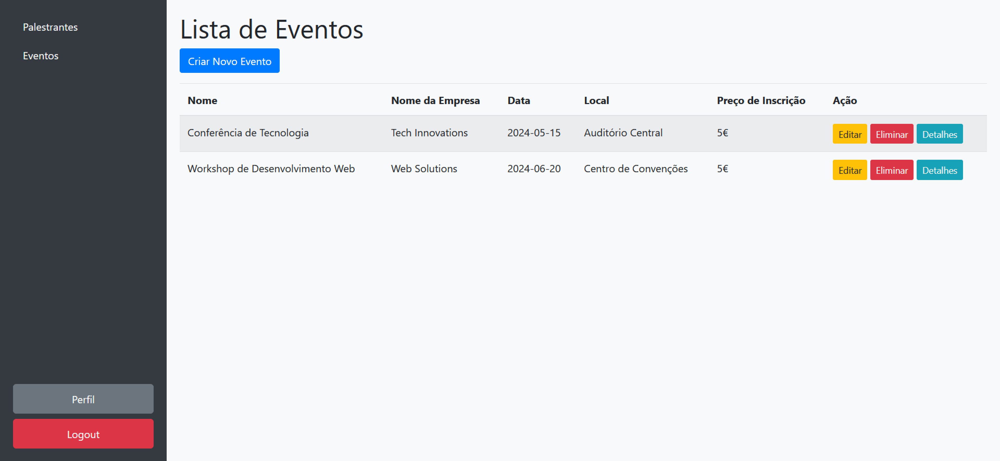 Palestrantes
Eventos
Perfil
Logout
Lista de Eventos
Criar Novo Evento
Nome Nome da Empresa Data Local Preço de Inscrição Ação
Conferência de Tecnologia Tech Innovations 2024-05-15 Auditório Central 5€ Editar Eliminar Detalhes
Workshop de Desenvolvimento Web Web Solutions 2024-06-20 Centro de Convenções 5€ Editar Eliminar Detalhes